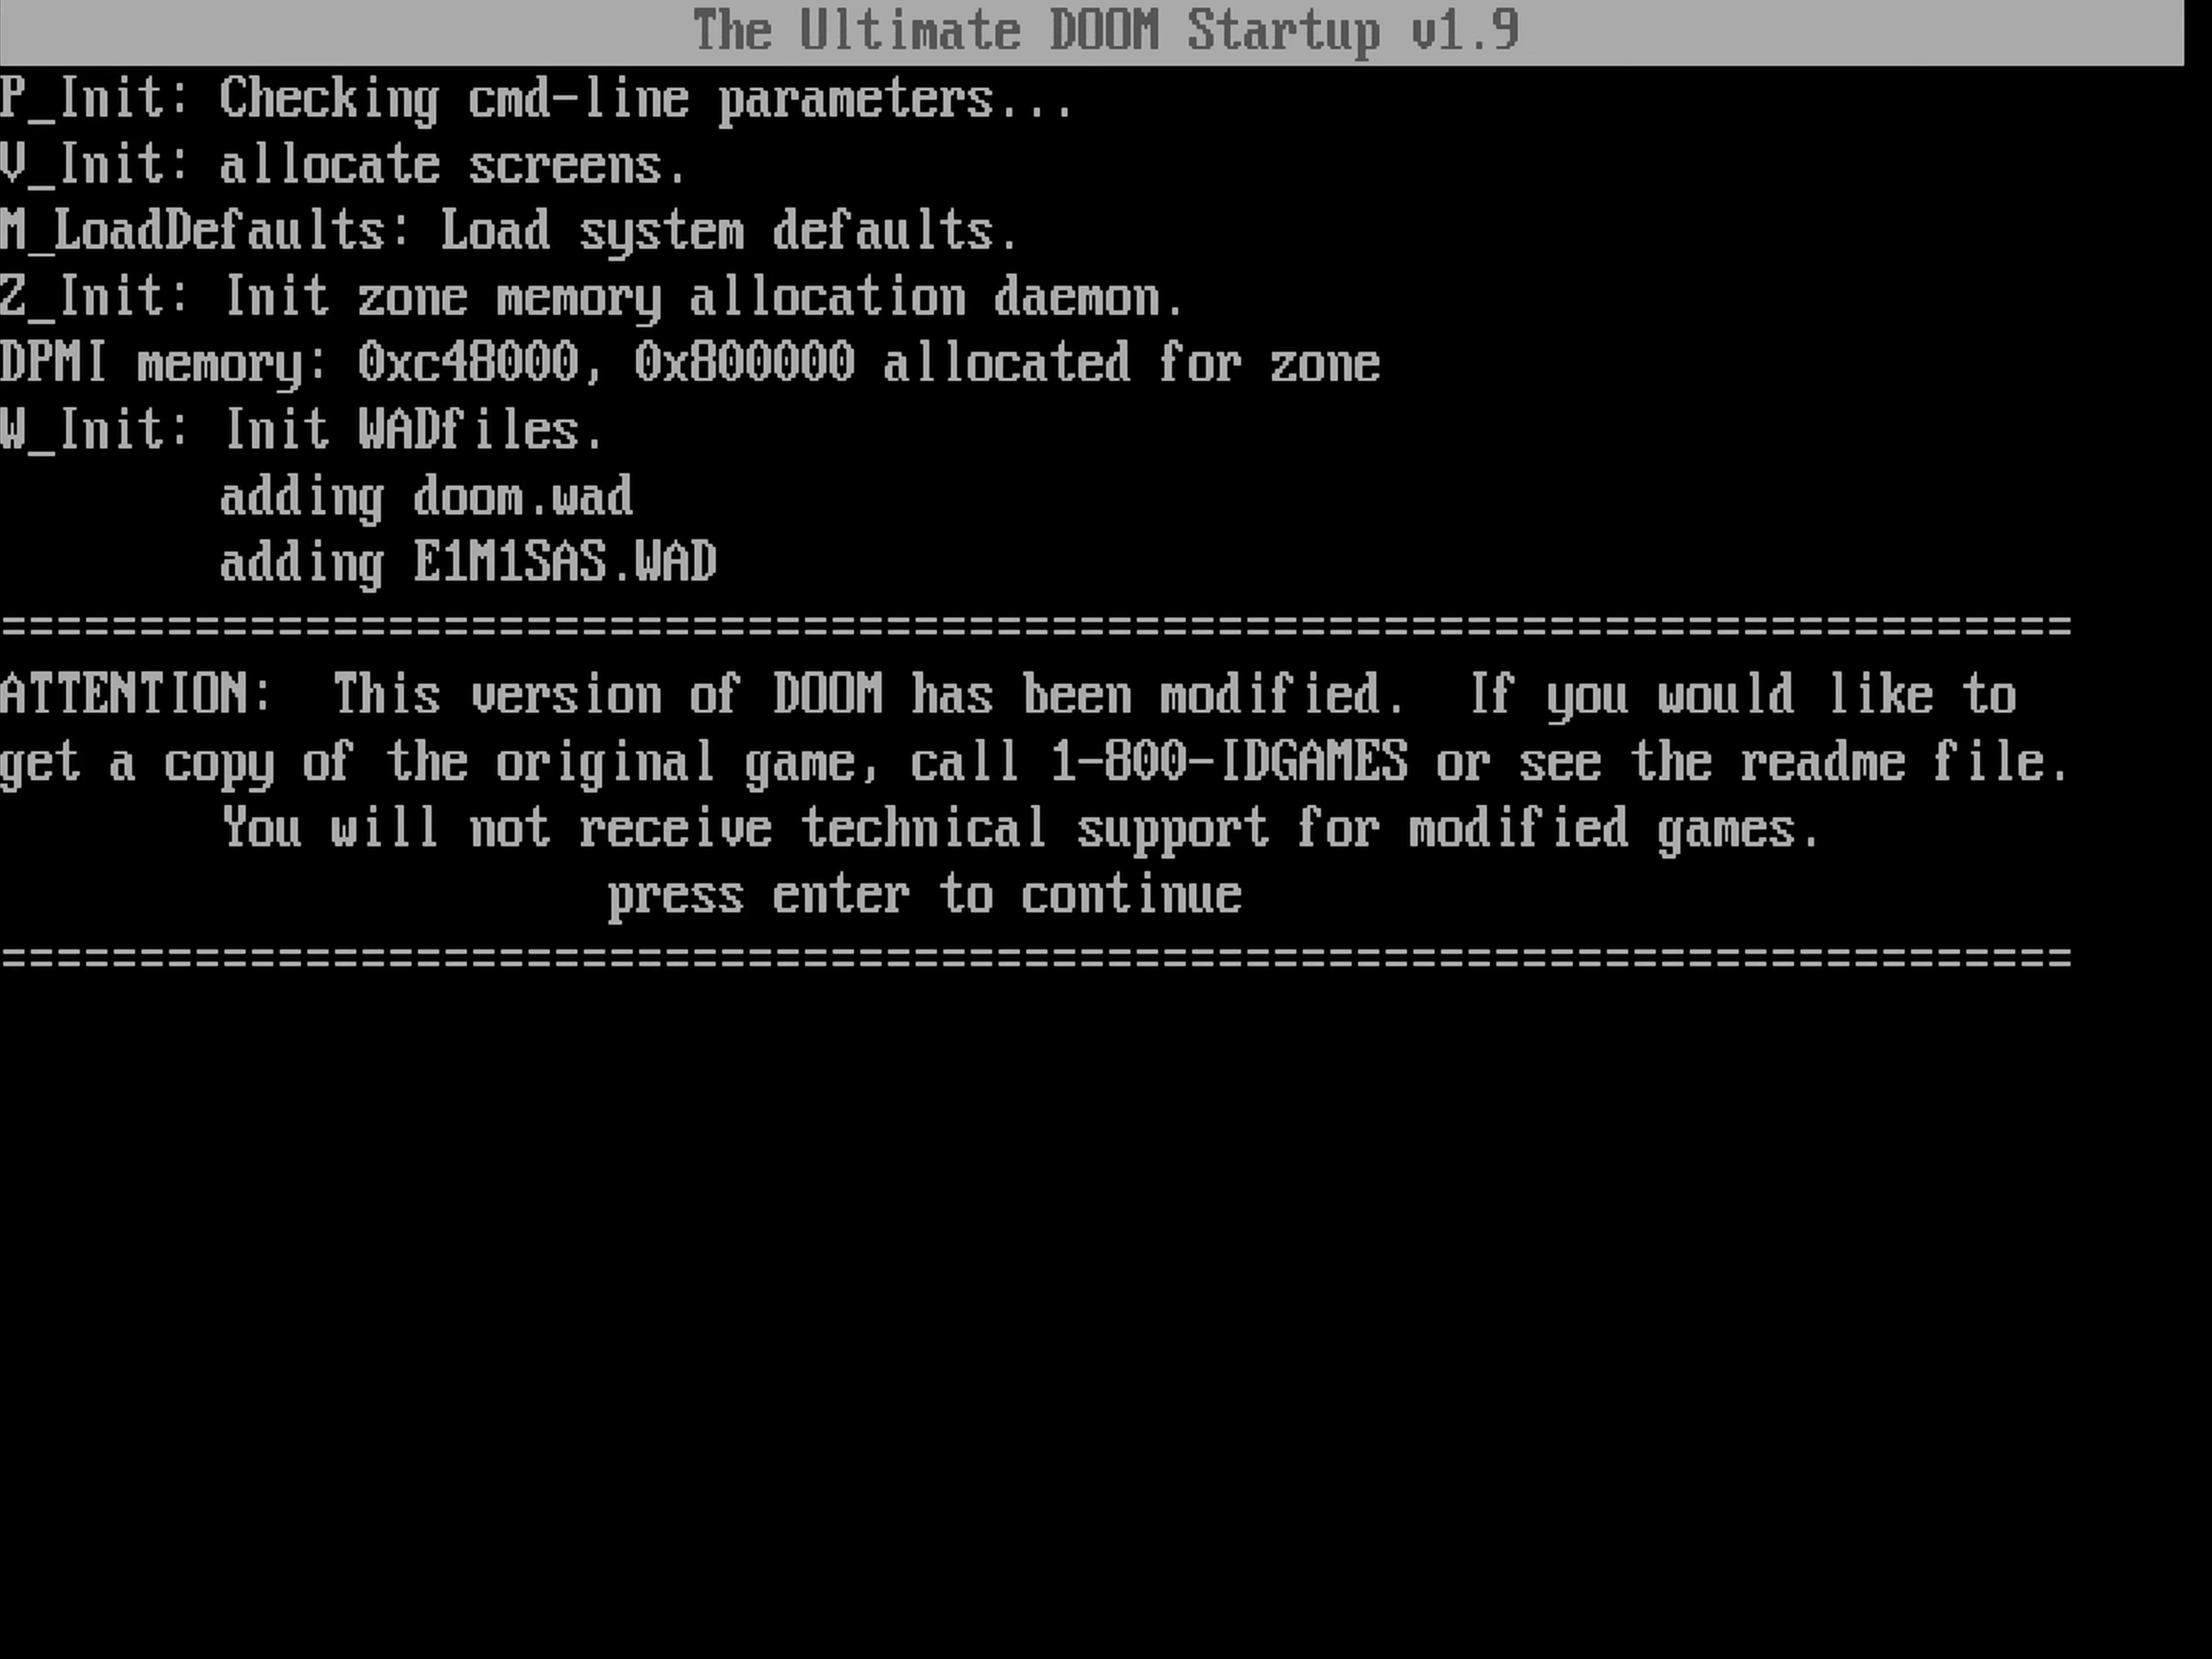 The Ultimate DOOM Startup v1.9
P_Init: Checking cmd-line parameters...
V_Init: allocate screens.
M_LoadDefaults: Load system defaults.
Z_Init: Init zone memory allocation daemon.
DPMI memory: 0xc48000, 0x800000 allocated for zone
W_Init: Init WADfiles.
        adding doom.wad
        adding E1M1SAS.WAD
===========================================================================
ATTENTION:  This version of DOOM has been modified.  If you would like to
get a copy of the original game, call 1-800-IDGAMES or see the readme file.
        You will not receive technical support for modified games.
                      press enter to continue
===========================================================================